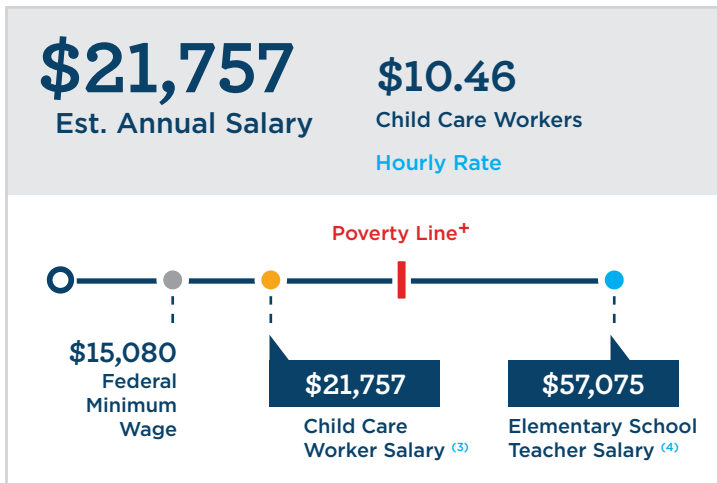 $21,757
Est. Annual Salary
$10.46
Child Care Workers
Hourly Rate
Poverty Line+
$15,080
Federal
Minimum
Wage
$21,757
Child Care
Worker Salary (3)
$57,075
Elementary School
Teacher Salary (4)